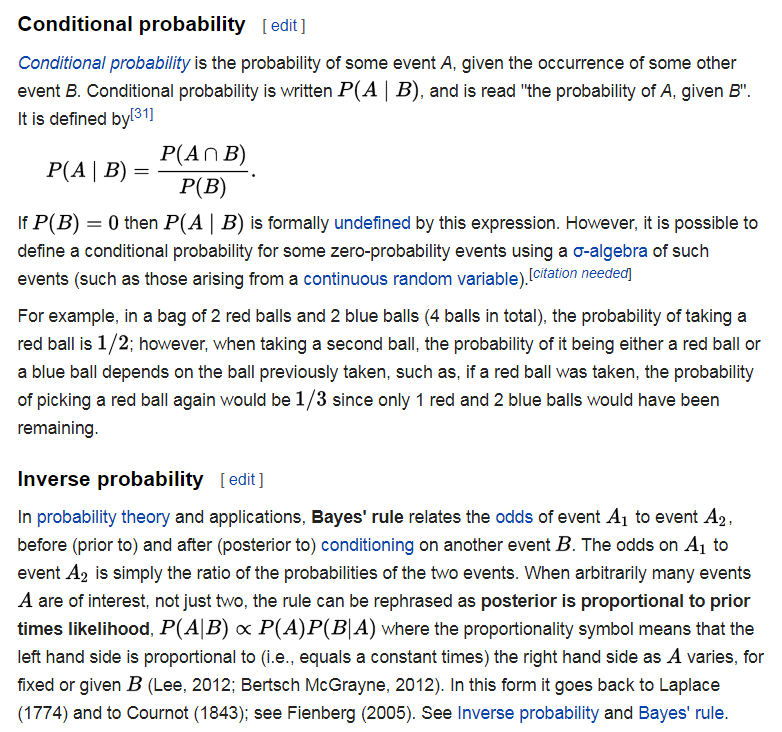 Conditional probability [ edit ]
Conditional probability is the probability of some event A, given the occurrence of some other
event B. Conditional probability is written P(A | B), and is read "the probability of A, given B".
It is defined by[31]
P(A | B) = P(A ∩ B) / P(B).
If P(B) = 0 then P(A | B) is formally undefined by this expression. However, it is possible to
define a conditional probability for some zero-probability events using a σ-algebra of such
events (such as those arising from a continuous random variable).[citation needed]
For example, in a bag of 2 red balls and 2 blue balls (4 balls in total), the probability of taking a
red ball is 1/2; however, when taking a second ball, the probability of it being either a red ball or
a blue ball depends on the ball previously taken, such as, if a red ball was taken, the probability
of picking a red ball again would be 1/3 since only 1 red and 2 blue balls would have been
remaining.
Inverse probability [ edit ]
In probability theory and applications, Bayes' rule relates the odds of event A₁ to event A₂,
before (prior to) and after (posterior to) conditioning on another event B. The odds on A₁ to
event A₂ is simply the ratio of the probabilities of the two events. When arbitrarily many events
A are of interest, not just two, the rule can be rephrased as posterior is proportional to prior
times likelihood, P(A|B) ∝ P(A)P(B|A) where the proportionality symbol means that the
left hand side is proportional to (i.e., equals a constant times) the right hand side as A varies, for
fixed or given B (Lee, 2012; Bertsch McGrayne, 2012). In this form it goes back to Laplace
(1774) and to Cournot (1843); see Fienberg (2005). See Inverse probability and Bayes' rule.